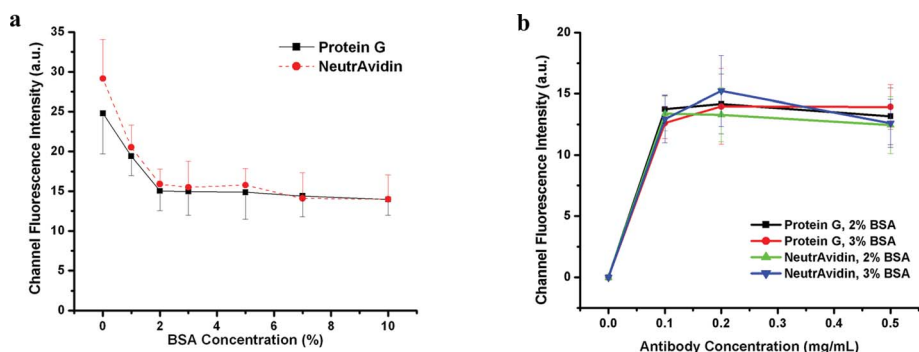 a
Channel Fluorescence Intensity (a.u.)
35
30
25
20
15
10
5
0
Protein G
NeutrAvidin
0 2 4 6 8 10
BSA Concentration (%)
b
Channel Fluorescence Intensity (a.u.)
20
15
10
5
0
Protein G, 2% BSA
Protein G, 3% BSA
NeutrAvidin, 2% BSA
NeutrAvidin, 3% BSA
0.0 0.1 0.2 0.3 0.4 0.5
Antibody Concentration (mg/mL)